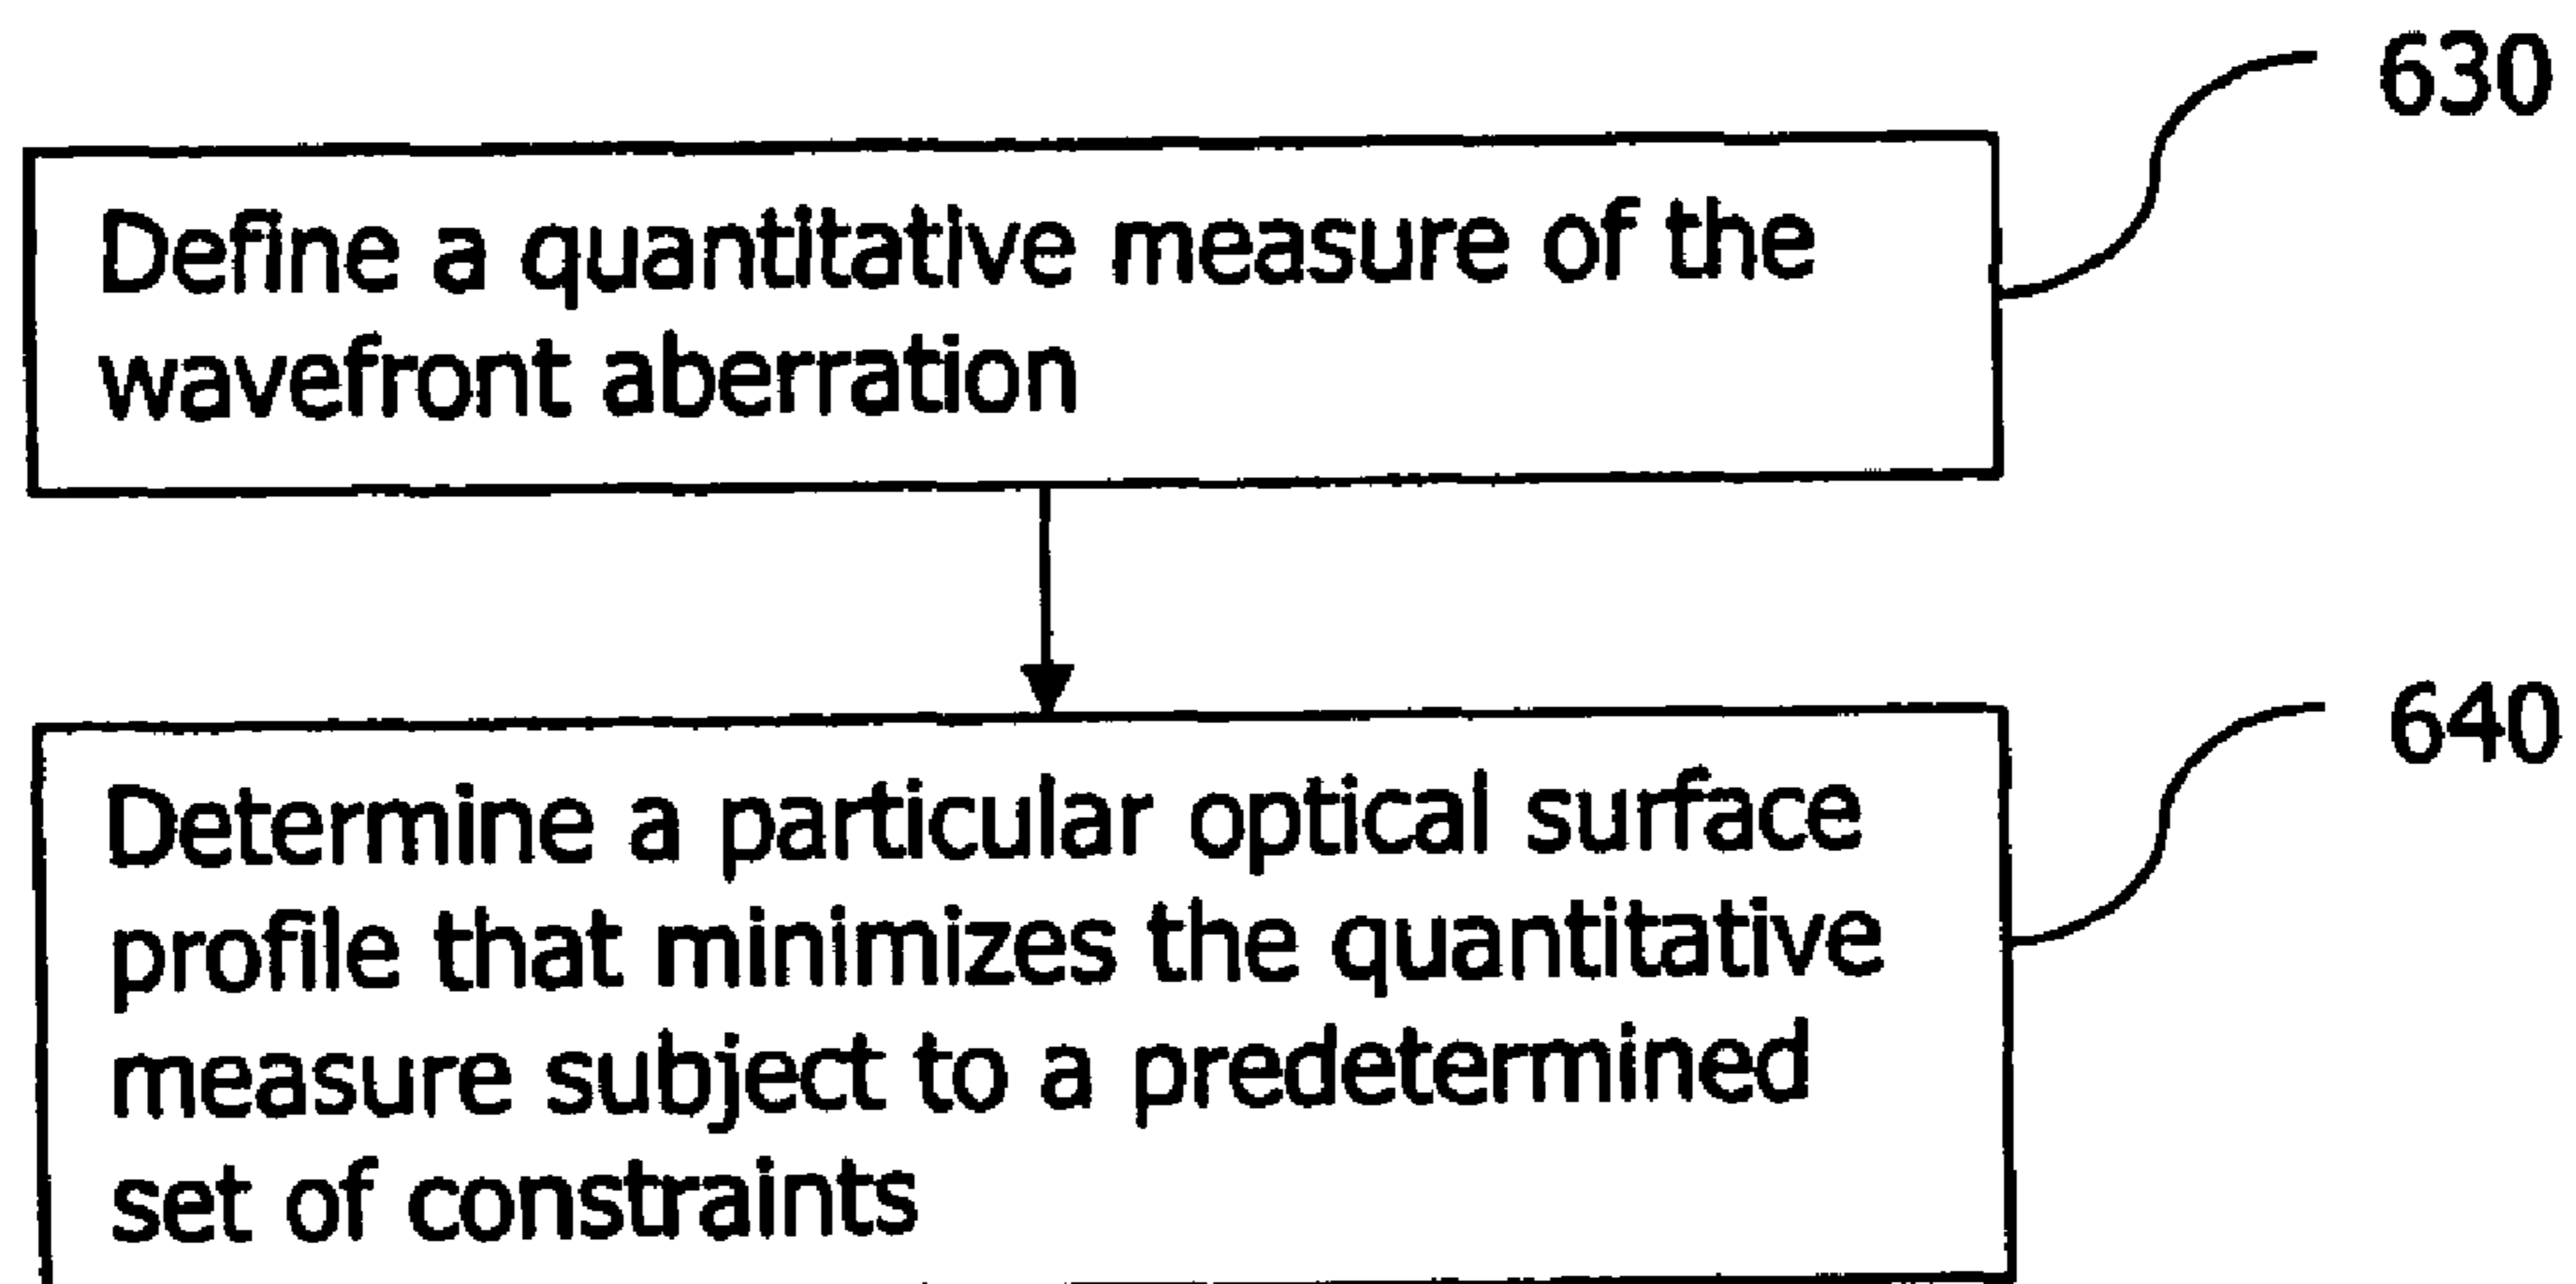 630
Define a quantitative measure of the
wavefront aberration
640
Determine a particular optical surface
profile that minimizes the quantitative
measure subject to a predetermined
set of constraints